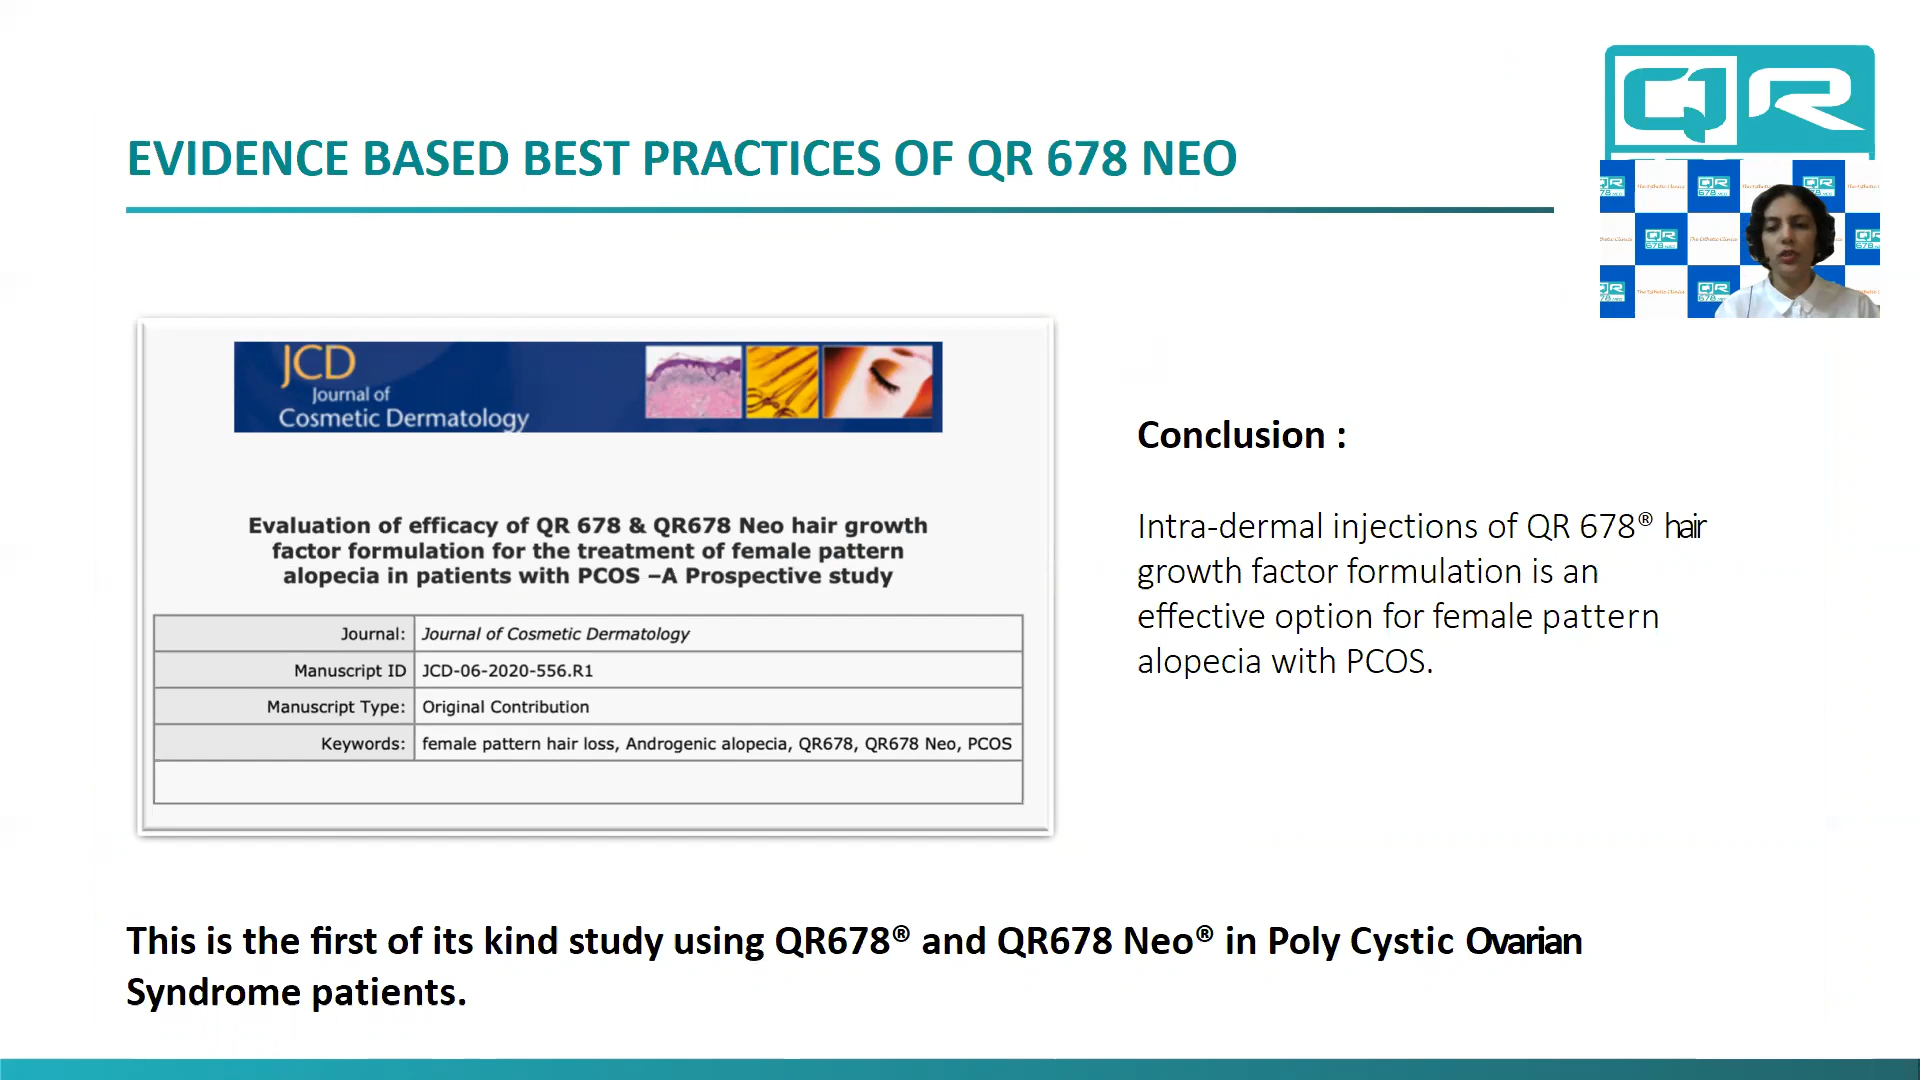 QR
EVIDENCE BASED BEST PRACTICES OF QR 678 NEO
JCD
Journal of
Cosmetic Dermatology
Evaluation of efficacy of QR 678 & QR678 Neo hair growth
factor formulation for the treatment of female pattern
alopecia in patients with PCOS –A Prospective study
Journal: Journal of Cosmetic Dermatology
Manuscript ID JCD-06-2020-556.R1
Manuscript Type: Original Contribution
Keywords: female pattern hair loss, Androgenic alopecia, QR678, QR678 Neo, PCOS
Conclusion :
Intra-dermal injections of QR 678® hair
growth factor formulation is an
effective option for female pattern
alopecia with PCOS.
This is the first of its kind study using QR678® and QR678 Neo® in Poly Cystic Ovarian
Syndrome patients.